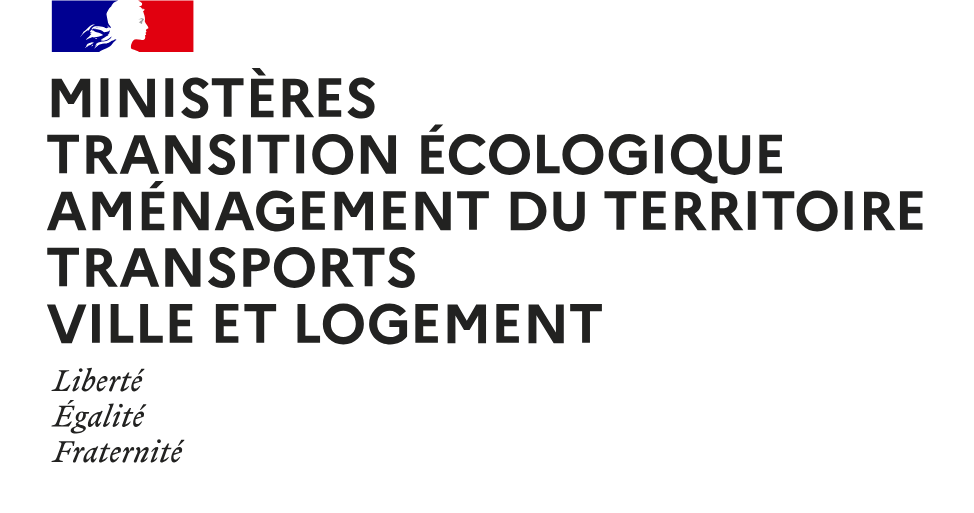 MINISTÈRES
TRANSITION ÉCOLOGIQUE
AMÉNAGEMENT DU TERRITOIRE
TRANSPORTS
VILLE ET LOGEMENT
Liberté
Égalité
Fraternité